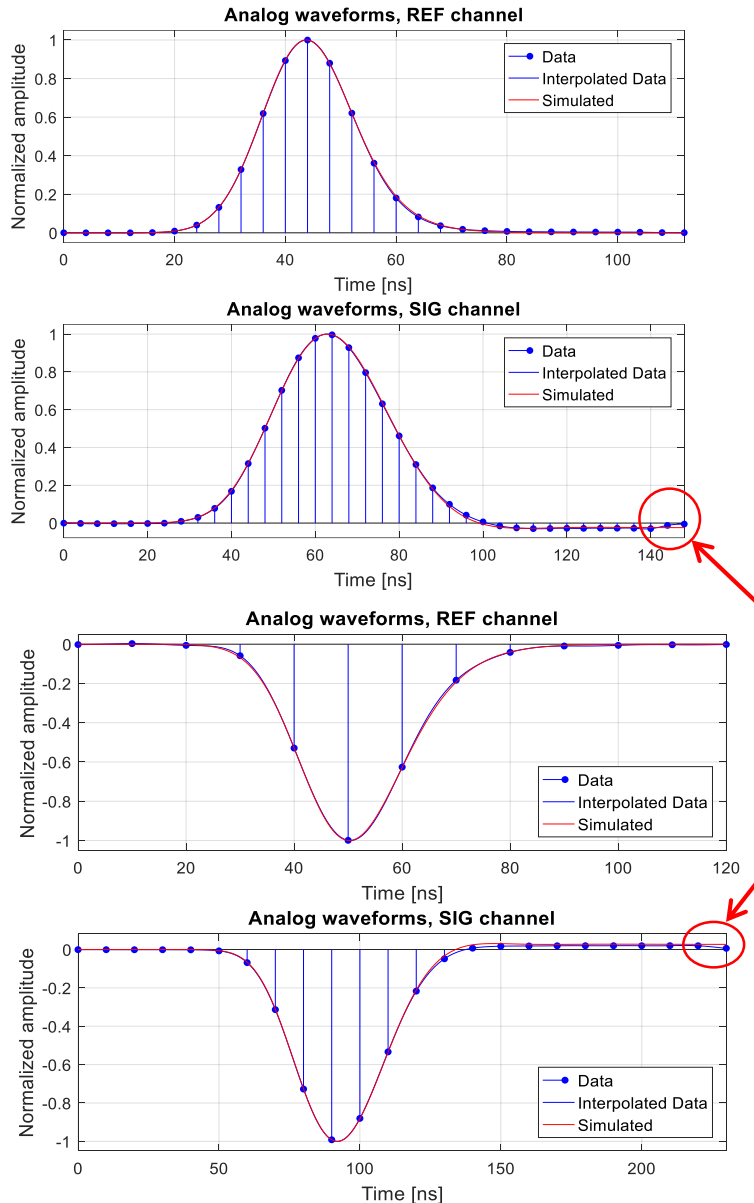 Analog waveforms, REF channel
Normalized amplitude
1
0.8
0.6
0.4
0.2
0
Data
Interpolated Data
Simulated
0 20 40 60 80 100
Time [ns]
Analog waveforms, SIG channel
Normalized amplitude
1
0.8
0.6
0.4
0.2
0
Data
Interpolated Data
Simulated
0 20 40 60 80 100 120 140
Time [ns]
Analog waveforms, REF channel
Normalized amplitude
0
-0.2
-0.4
-0.6
-0.8
-1
Data
Interpolated Data
Simulated
0 20 40 60 80 100 120
Time [ns]
Analog waveforms, SIG channel
Normalized amplitude
0
-0.2
-0.4
-0.6
-0.8
-1
Data
Interpolated Data
Simulated
0 50 100 150 200
Time [ns]